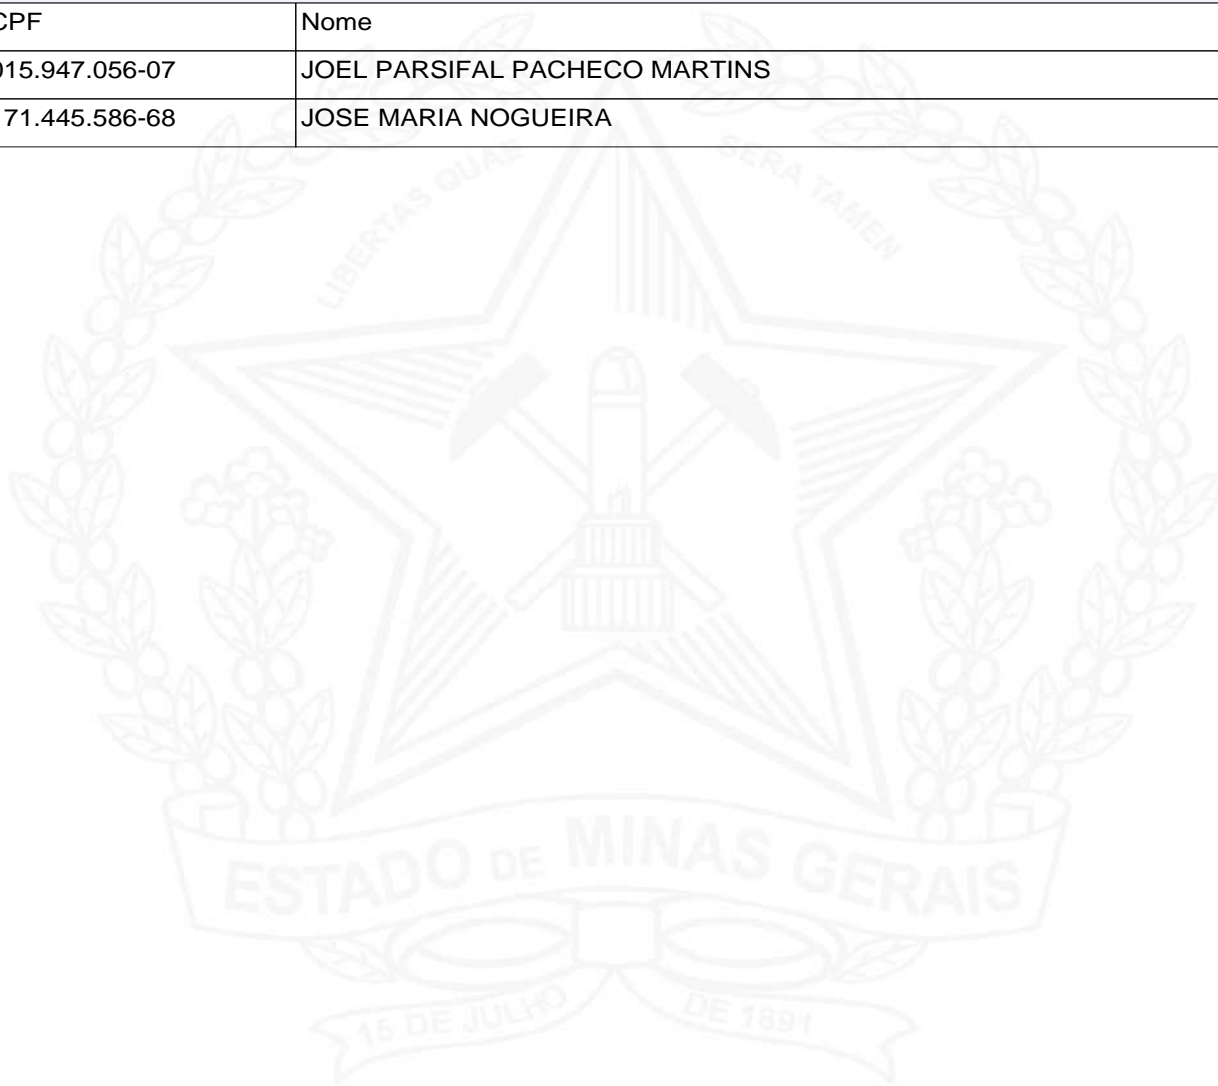 CPF Nome
015.947.056-07 JOEL PARSIFAL PACHECO MARTINS
71.445.586-68 JOSE MARIA NOGUEIRA
LIBERTAS QUAE SERA TAMEN
ESTADO DE MINAS GERAIS
15 DE JULHO DE 1891